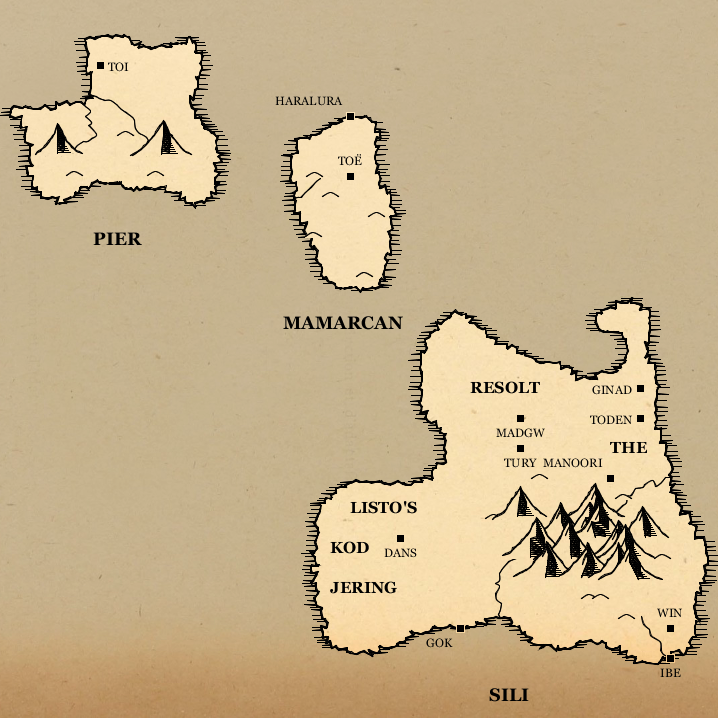 TOI
PIER
HARALURA
TOË
MAMARCAN
RESOLT
GINAD
TODEN
MADGW
THE
TURY
MANOORI
LISTO'S
KOD
DANS
JERING
WIN
GOK
IBE
SILI